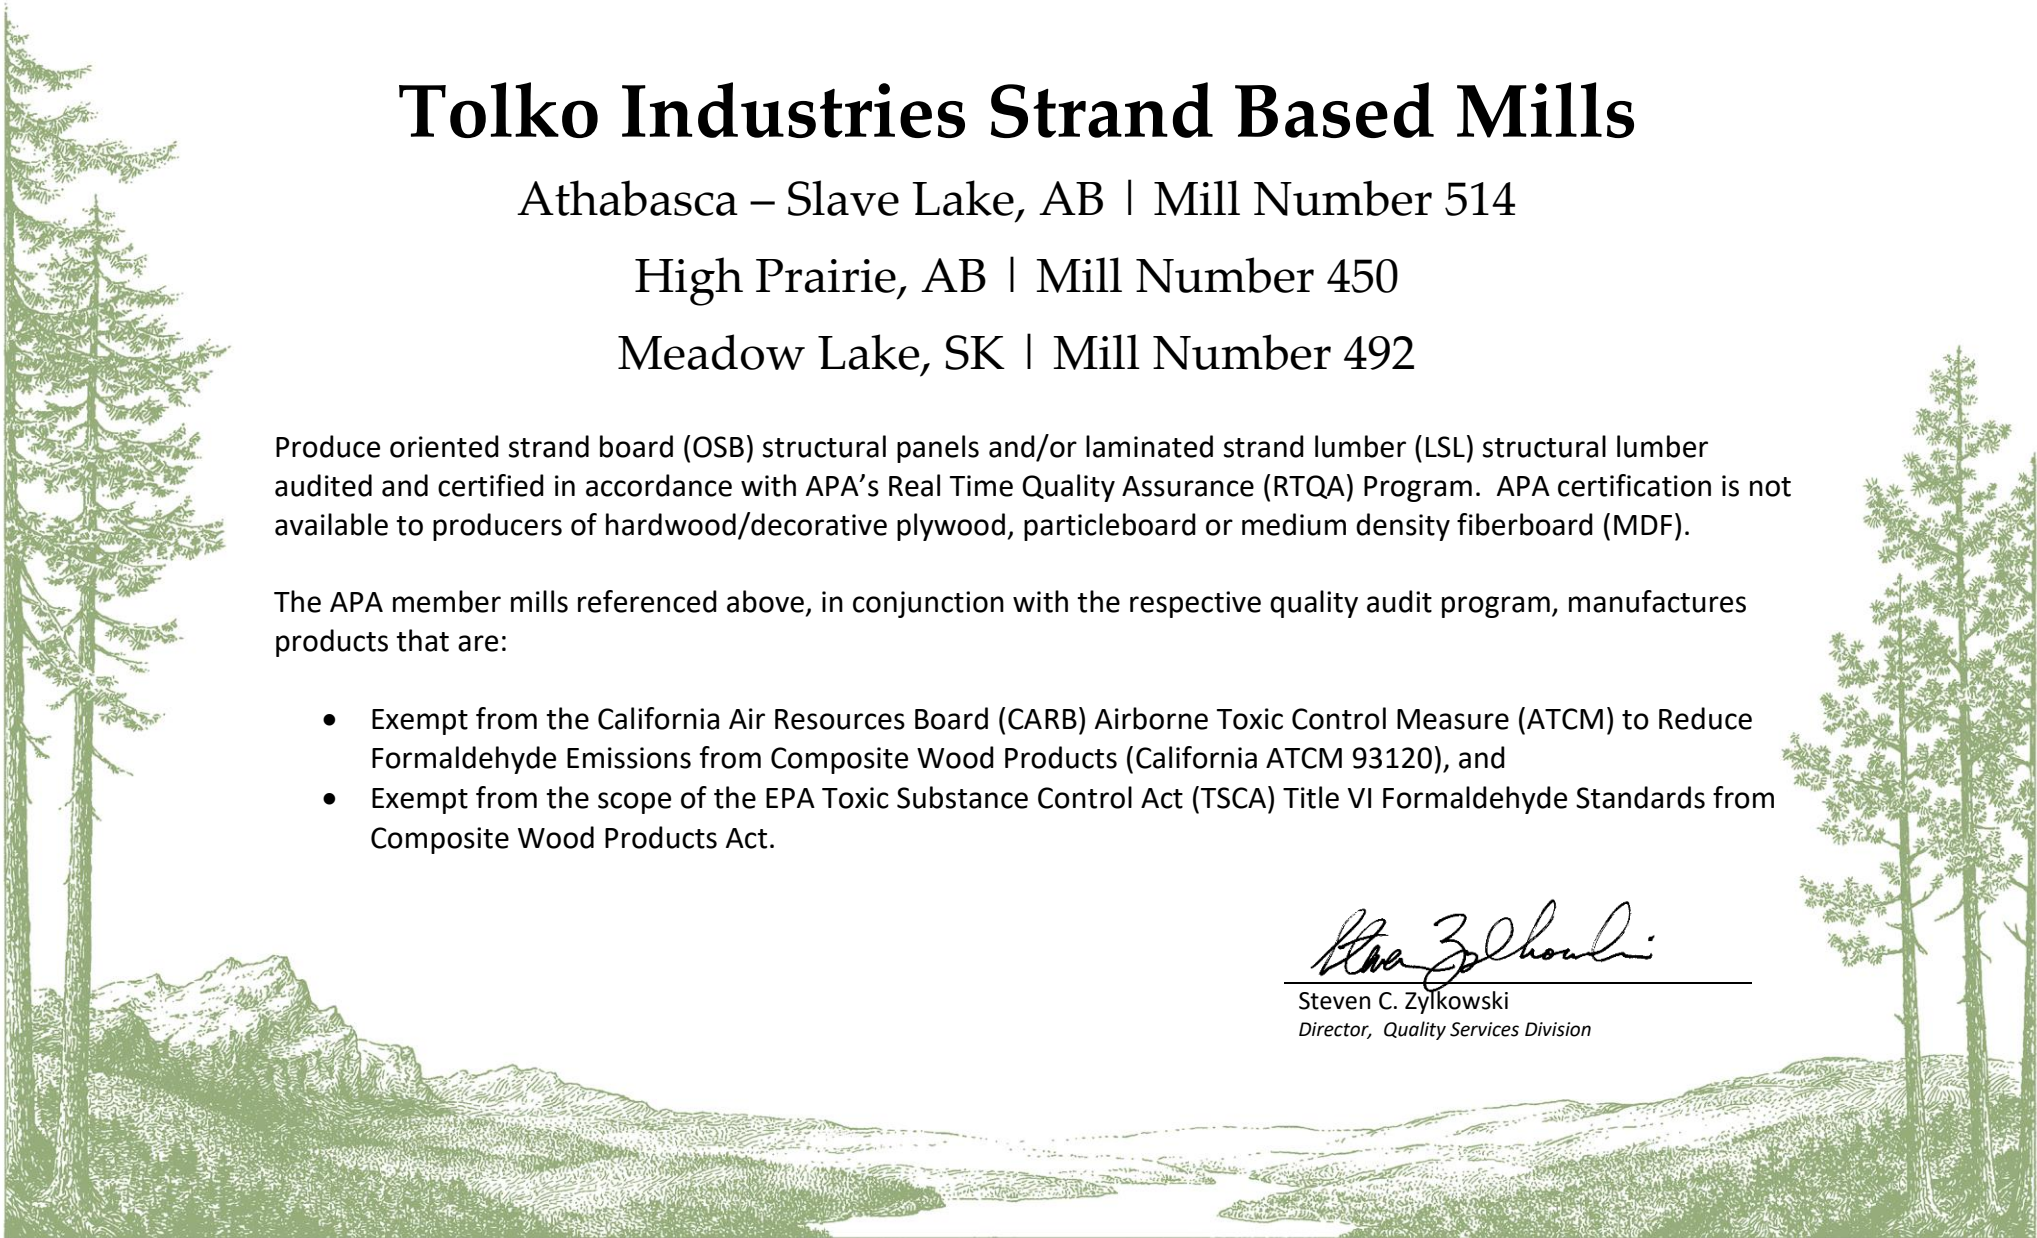 Tolko Industries Strand Based Mills
Athabasca – Slave Lake, AB | Mill Number 514
High Prairie, AB | Mill Number 450
Meadow Lake, SK | Mill Number 492
Produce oriented strand board (OSB) structural panels and/or laminated strand lumber (LSL) structural lumber
audited and certified in accordance with APA’s Real Time Quality Assurance (RTQA) Program.  APA certification is not
available to producers of hardwood/decorative plywood, particleboard or medium density fiberboard (MDF).
The APA member mills referenced above, in conjunction with the respective quality audit program, manufactures
products that are:
• Exempt from the California Air Resources Board (CARB) Airborne Toxic Control Measure (ATCM) to Reduce
Formaldehyde Emissions from Composite Wood Products (California ATCM 93120), and
• Exempt from the scope of the EPA Toxic Substance Control Act (TSCA) Title VI Formaldehyde Standards from
Composite Wood Products Act.
Steven Zylkowski
Steven C. Zylkowski
Director,  Quality Services Division